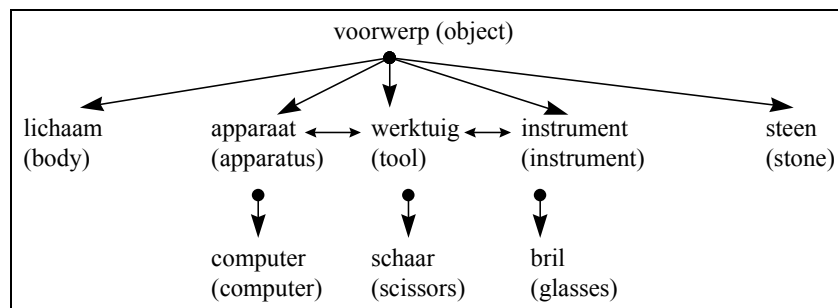 voorwerp (object)
lichaam apparaat werktuig instrument steen
(body) (apparatus) (tool) (instrument) (stone)
computer schaar bril
(computer) (scissors) (glasses)